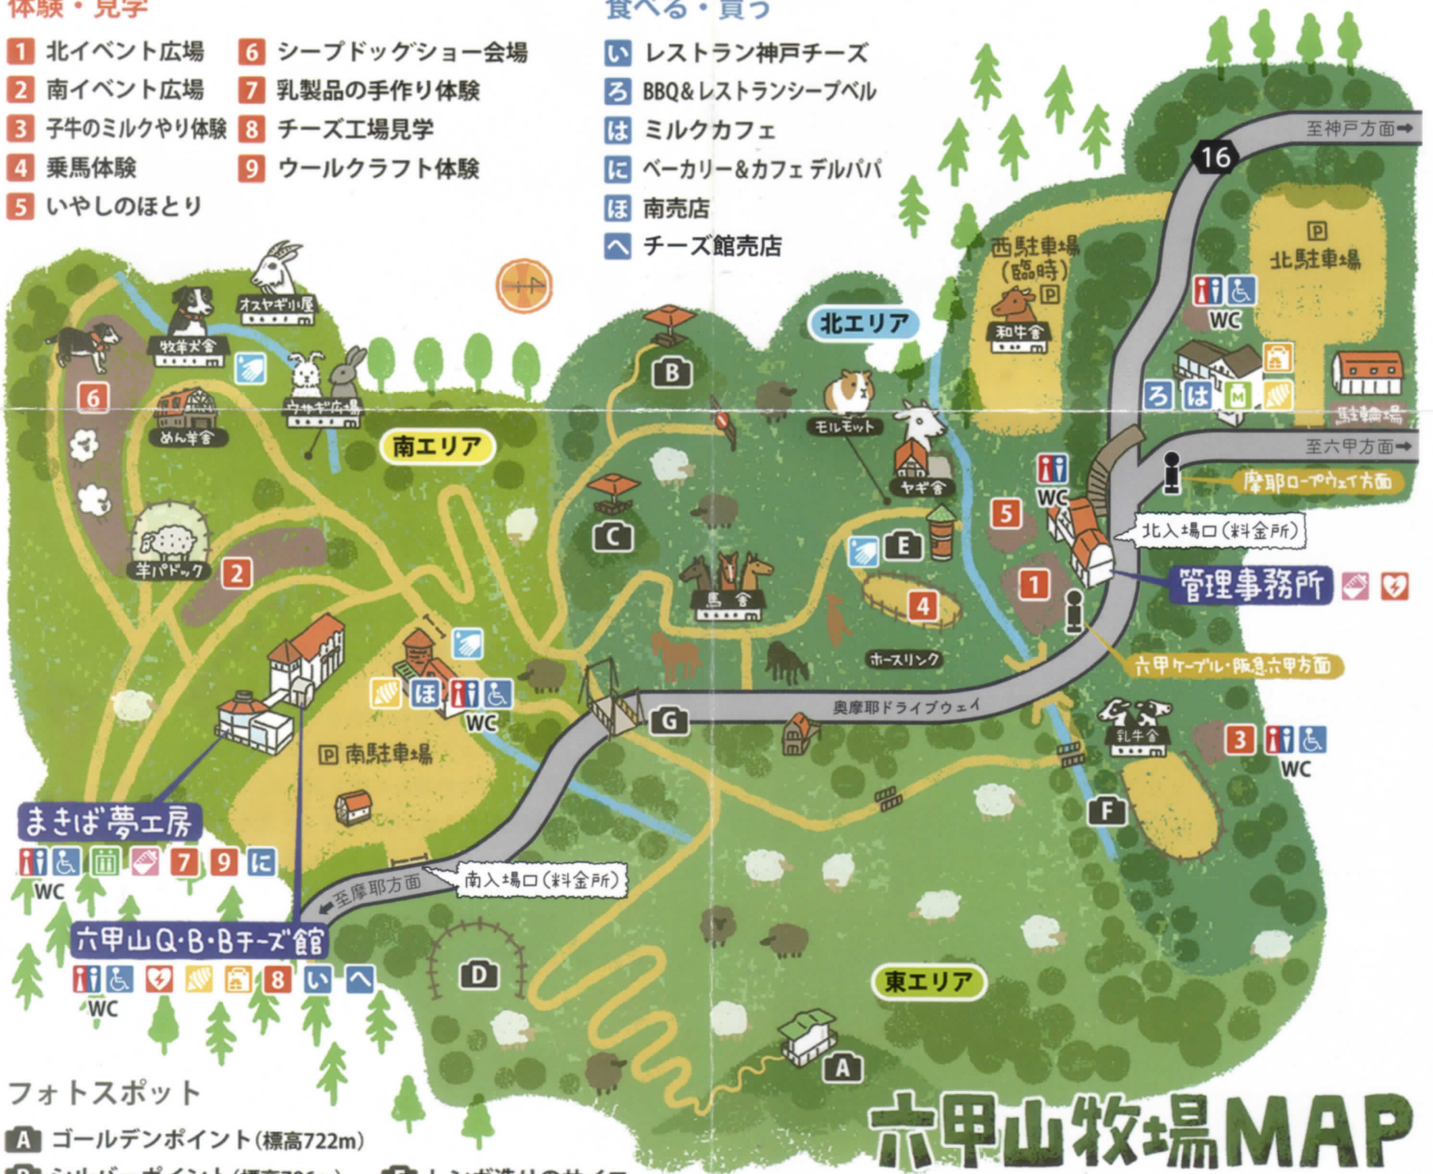 体験・見学
1 北イベント広場
2 南イベント広場
3 子牛のミルクやり体験
4 乗馬体験
5 いやしのほとり
6 シープドッグショー会場
7 乳製品の手作り体験
8 チーズ工場見学
9 ウールクラフト体験
食べる・買う
い レストラン神戸チーズ
ろ BBQ&レストランシープベル
は ミルクカフェ
に ベーカリー&カフェ デルパパ
ほ 南売店
へ チーズ館売店
至神戸方面
16
P
北駐車場
西駐車場
(臨時)
P
和牛舎
WC
ろ は M
駐輪場
至六甲方面
摩耶ロープウェイ方面
北入場口(料金所)
管理事務所
六甲ケーブル・阪急六甲方面
北エリア
B
モルモット
ヤギ舎
WC
5
C
E
1
4
馬舎
ホースリンク
オスヤギ小屋
牧羊犬舎
ウサギ広場
6
めん羊舎
南エリア
羊パドック
2
ほ
WC
G
奥摩耶ドライブウェイ
乳牛舎
3
WC
F
P 南駐車場
まきば夢工房
7 9 に
WC
南入場口(料金所)
至摩耶方面
六甲山Q・B・Bチーズ館
8 い へ
WC
D
東エリア
A
フォトスポット
A ゴールデンポイント(標高722m)
六甲山牧場MAP